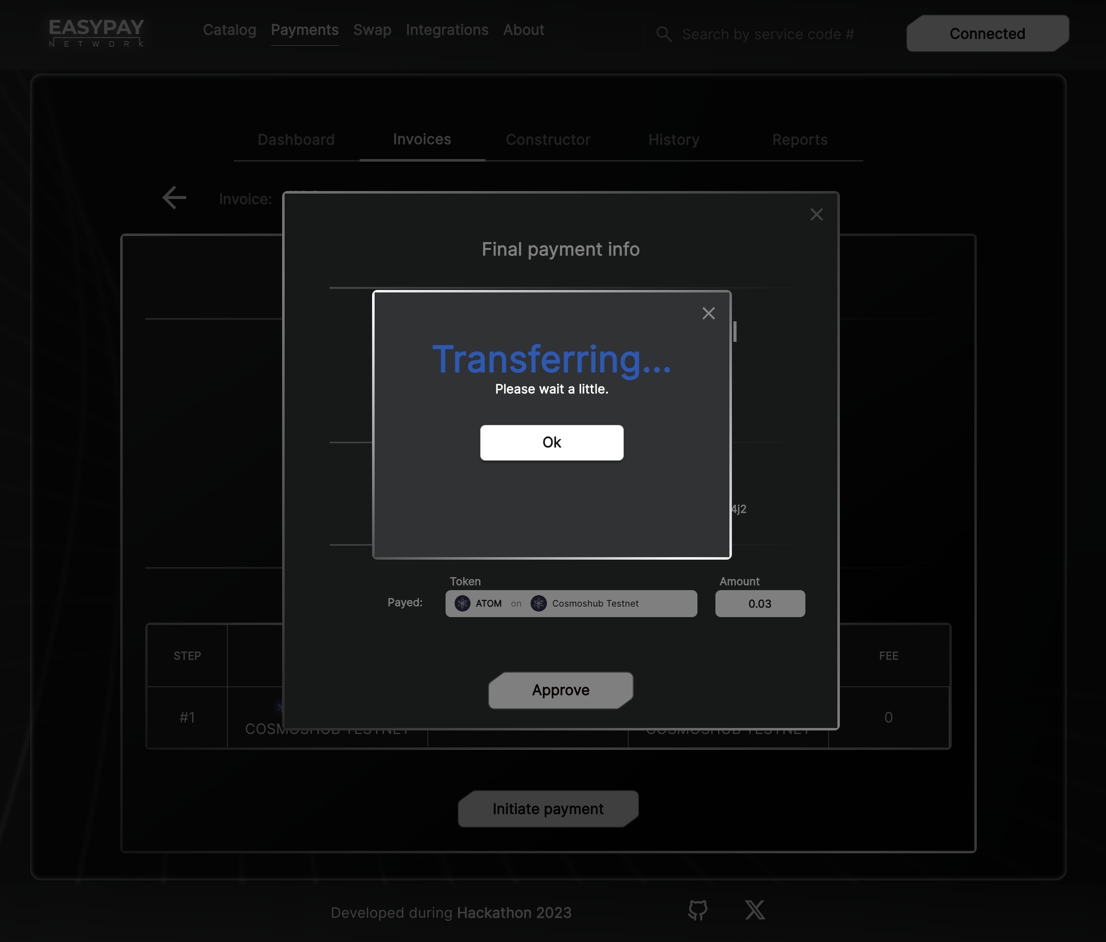 EASYPAY
NETWORK
Catalog Payments Swap Integrations About
Search by service code #
Connected
Dashboard Invoices Constructor History Reports
Invoice:
Final payment info
Transferring...
Please wait a little.
Ok
4j2
Token Amount
Payed: ATOM on Cosmoshub Testnet 0.03
STEP FEE
Approve
#1 0
COSMOSHUB TESTNET COSMOSHUB TESTNET
Initiate payment
Developed during Hackathon 2023